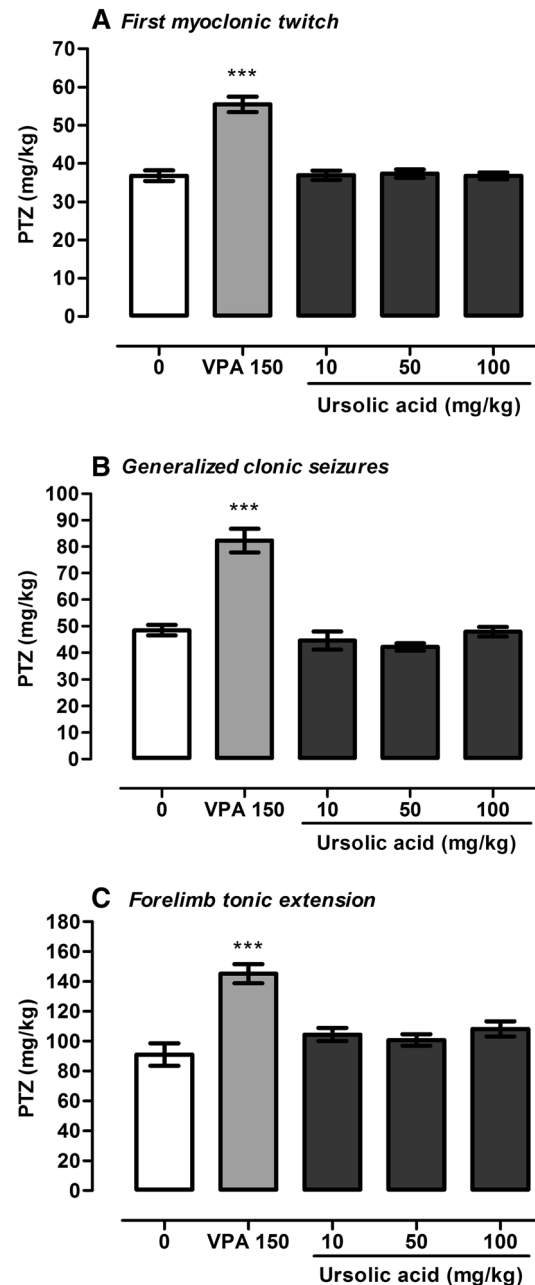 A First myoclonic twitch
***
PTZ (mg/kg)
70
60
50
40
30
20
10
0
0 VPA 150 10 50 100
Ursolic acid (mg/kg)
B Generalized clonic seizures
***
PTZ (mg/kg)
100
90
80
70
60
50
40
30
20
10
0
0 VPA 150 10 50 100
Ursolic acid (mg/kg)
C Forelimb tonic extension
***
PTZ (mg/kg)
180
160
140
120
100
80
60
40
20
0
0 VPA 150 10 50 100
Ursolic acid (mg/kg)